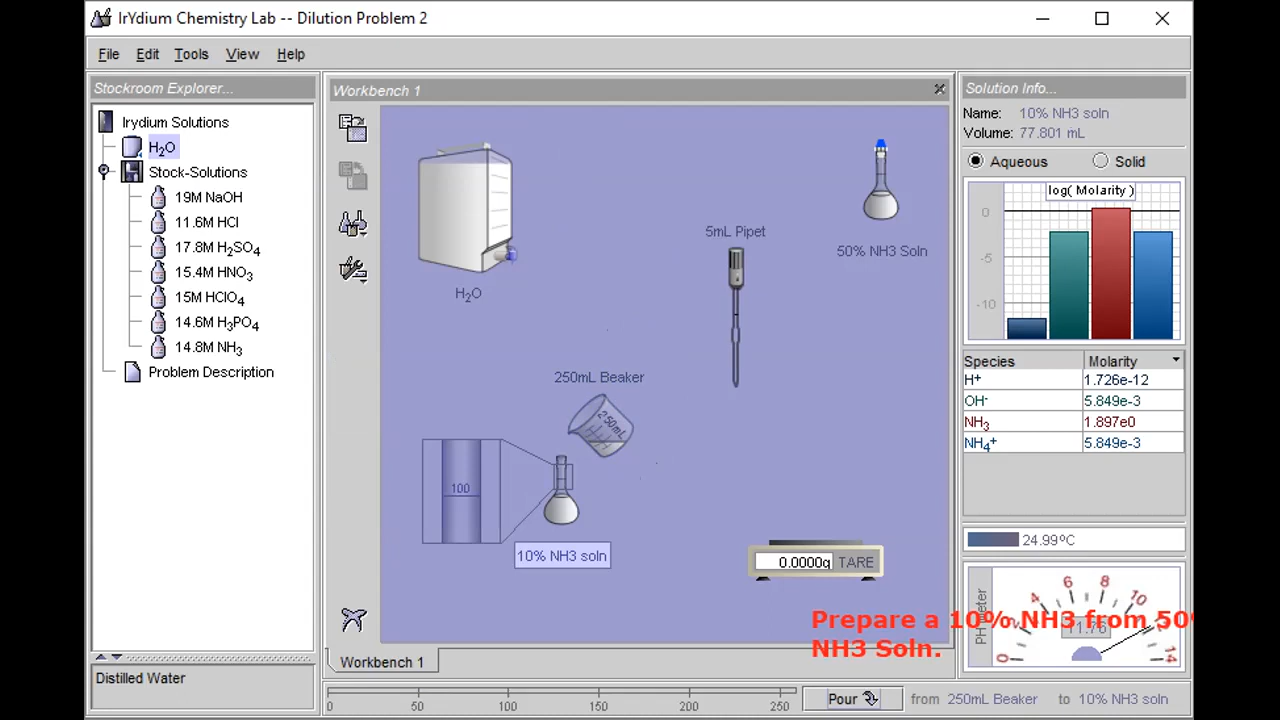 IrYdium Chemistry Lab -- Dilution Problem 2
File Edit Tools View Help
Stockroom Explorer...
Irydium Solutions
H2O
Stock-Solutions
19M NaOH
11.6M HCl
17.8M H2SO4
15.4M HNO3
15M HClO4
14.6M H3PO4
14.8M NH3
Problem Description
Distilled Water
Workbench 1
H2O
5mL Pipet
50% NH3 Soln
250mL Beaker
250mL
100
10% NH3 soln
0.0000g TARE
Workbench 1
0 50 100 150 200 250
Pour from 250mL Beaker to 10% NH3 soln
Solution Info...
Name: 10% NH3 soln
Volume: 77.801 mL
Aqueous Solid
log( Molarity )
0
-5
-10
Species Molarity
H+ 1.726e-12
OH- 5.849e-3
NH3 1.897e0
NH4+ 5.849e-3
24.99ºC
PH Meter
0 2 4 6 8 10 12 14
11.76
Prepare a 10% NH3 from 50%
NH3 Soln.